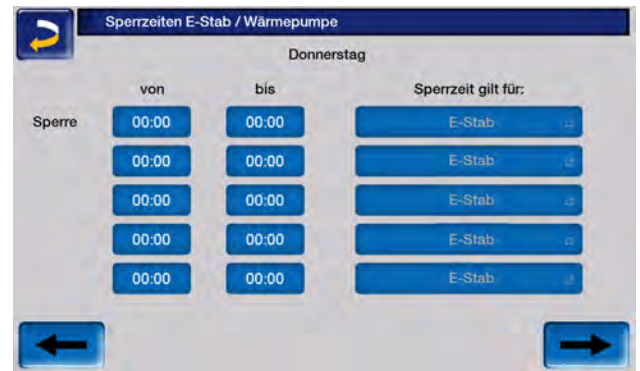 Sperrzeiten E-Stab / Wärmepumpe
Donnerstag
von bis Sperrzeit gilt für:
Sperre 00:00 00:00 E-Stab
00:00 00:00 E-Stab
00:00 00:00 E-Stab
00:00 00:00 E-Stab
00:00 00:00 E-Stab